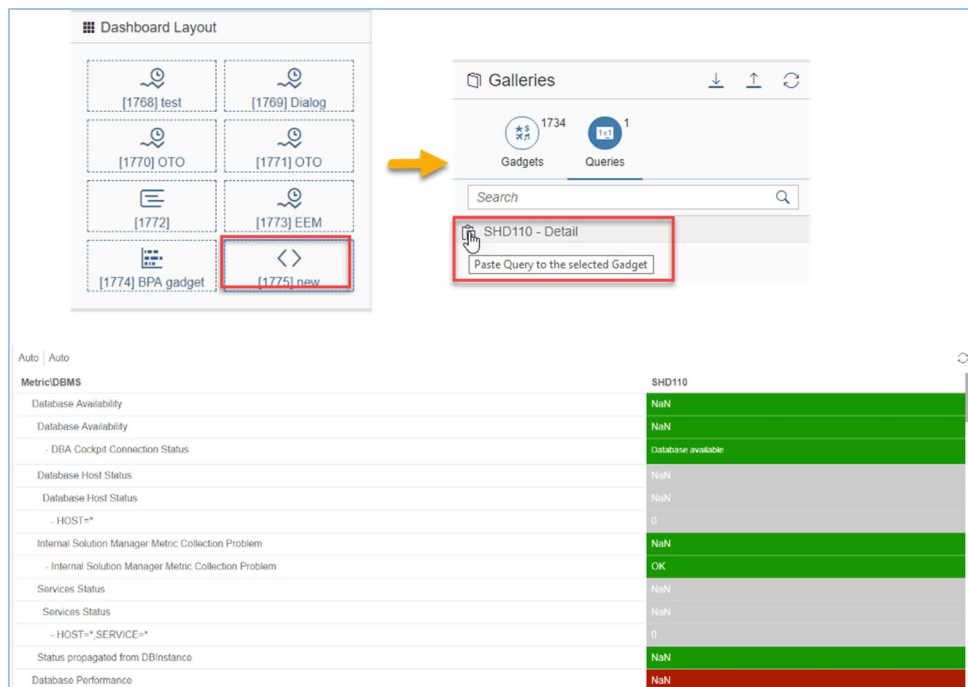 Dashboard Layout
[1768] test
[1769] Dialog
[1770] OTO
[1771] OTO
[1772]
[1773] EEM
[1774] BPA gadget
[1775] new
Galleries
1734
1
Gadgets
Queries
Search
SHD110 - Detail
Paste Query to the selected Gadget
Auto Auto
Metric\DBMS SHD110
Database Availability NaN
Database Availability NaN
- DBA Cockpit Connection Status Database available
Database Host Status NaN
Database Host Status NaN
- HOST=* 0
Internal Solution Manager Metric Collection Problem NaN
- Internal Solution Manager Metric Collection Problem OK
Services Status NaN
Services Status NaN
- HOST=*,SERVICE=* 0
Status propagated from DBInstance NaN
Database Performance NaN